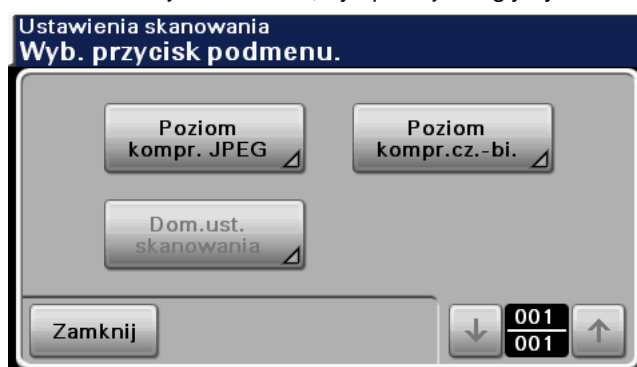 Ustawienia skanowania
Wyb. przycisk podmenu.
Poziom
kompr. JPEG
Poziom
kompr.cz.-bi.
Dom.ust.
skanowania
Zamknij
001
001